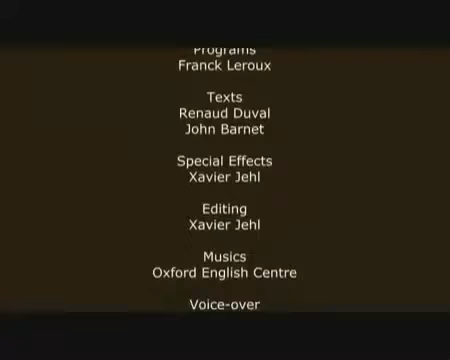 Programs
Franck Leroux
Texts
Renaud Duval
John Barnet
Special Effects
Xavier Jehl
Editing
Xavier Jehl
Musics
Oxford English Centre
Voice-over